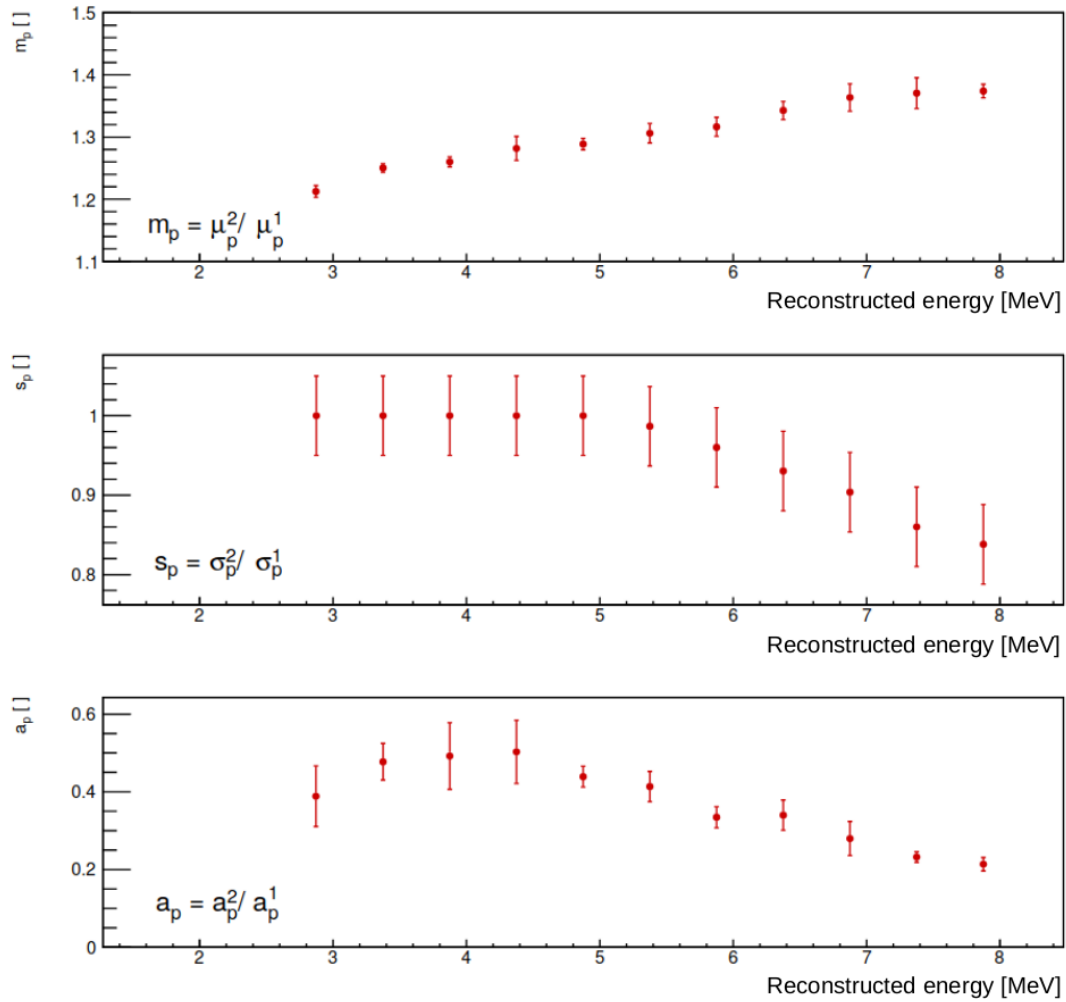 m_p [ ]
1.5
1.4
1.3
1.2
1.1
m_p = μ_p^2/ μ_p^1
2 3 4 5 6 7 8
Reconstructed energy [MeV]
s_p [ ]
1
0.9
0.8
s_p = σ_p^2/ σ_p^1
2 3 4 5 6 7 8
Reconstructed energy [MeV]
a_p [ ]
0.6
0.4
0.2
0
a_p = a_p^2/ a_p^1
2 3 4 5 6 7 8
Reconstructed energy [MeV]